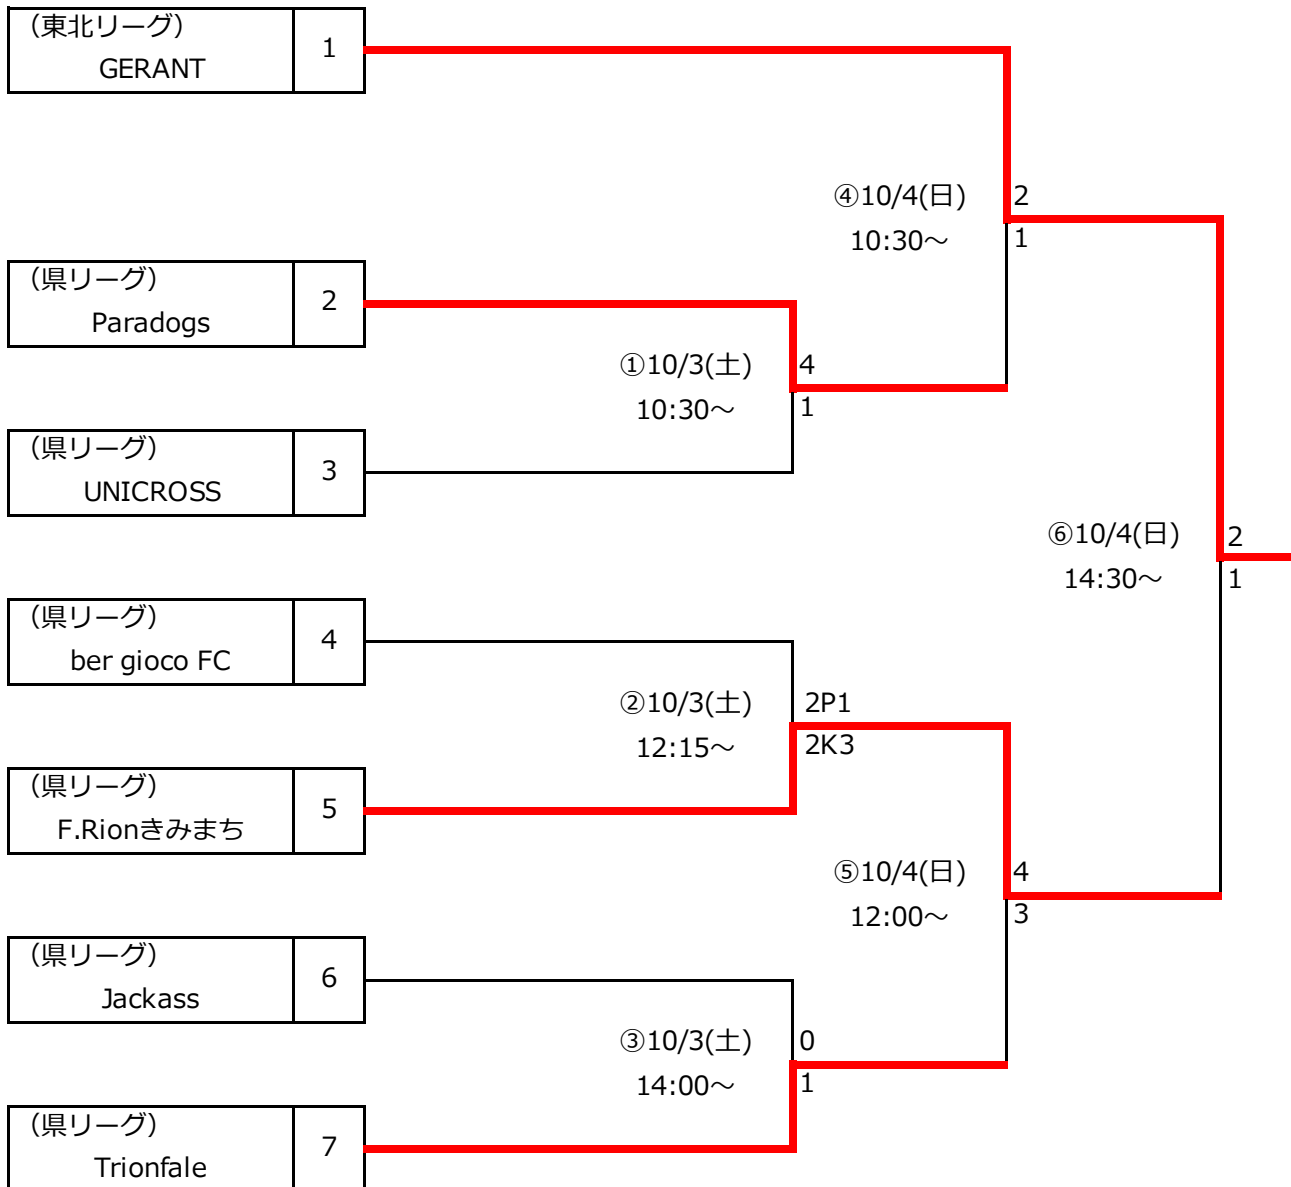 （東北リーグ）
GERANT
1
④10/4(日)
10:30～
2
1
（県リーグ）
Paradogs
2
①10/3(土)
10:30～
4
1
（県リーグ）
UNICROSS
3
⑥10/4(日)
14:30～
2
1
（県リーグ）
ber gioco FC
4
②10/3(土)
12:15～
2P1
2K3
（県リーグ）
F.Rionきみまち
5
⑤10/4(日)
12:00～
4
3
（県リーグ）
Jackass
6
③10/3(土)
14:00～
0
1
（県リーグ）
Trionfale
7